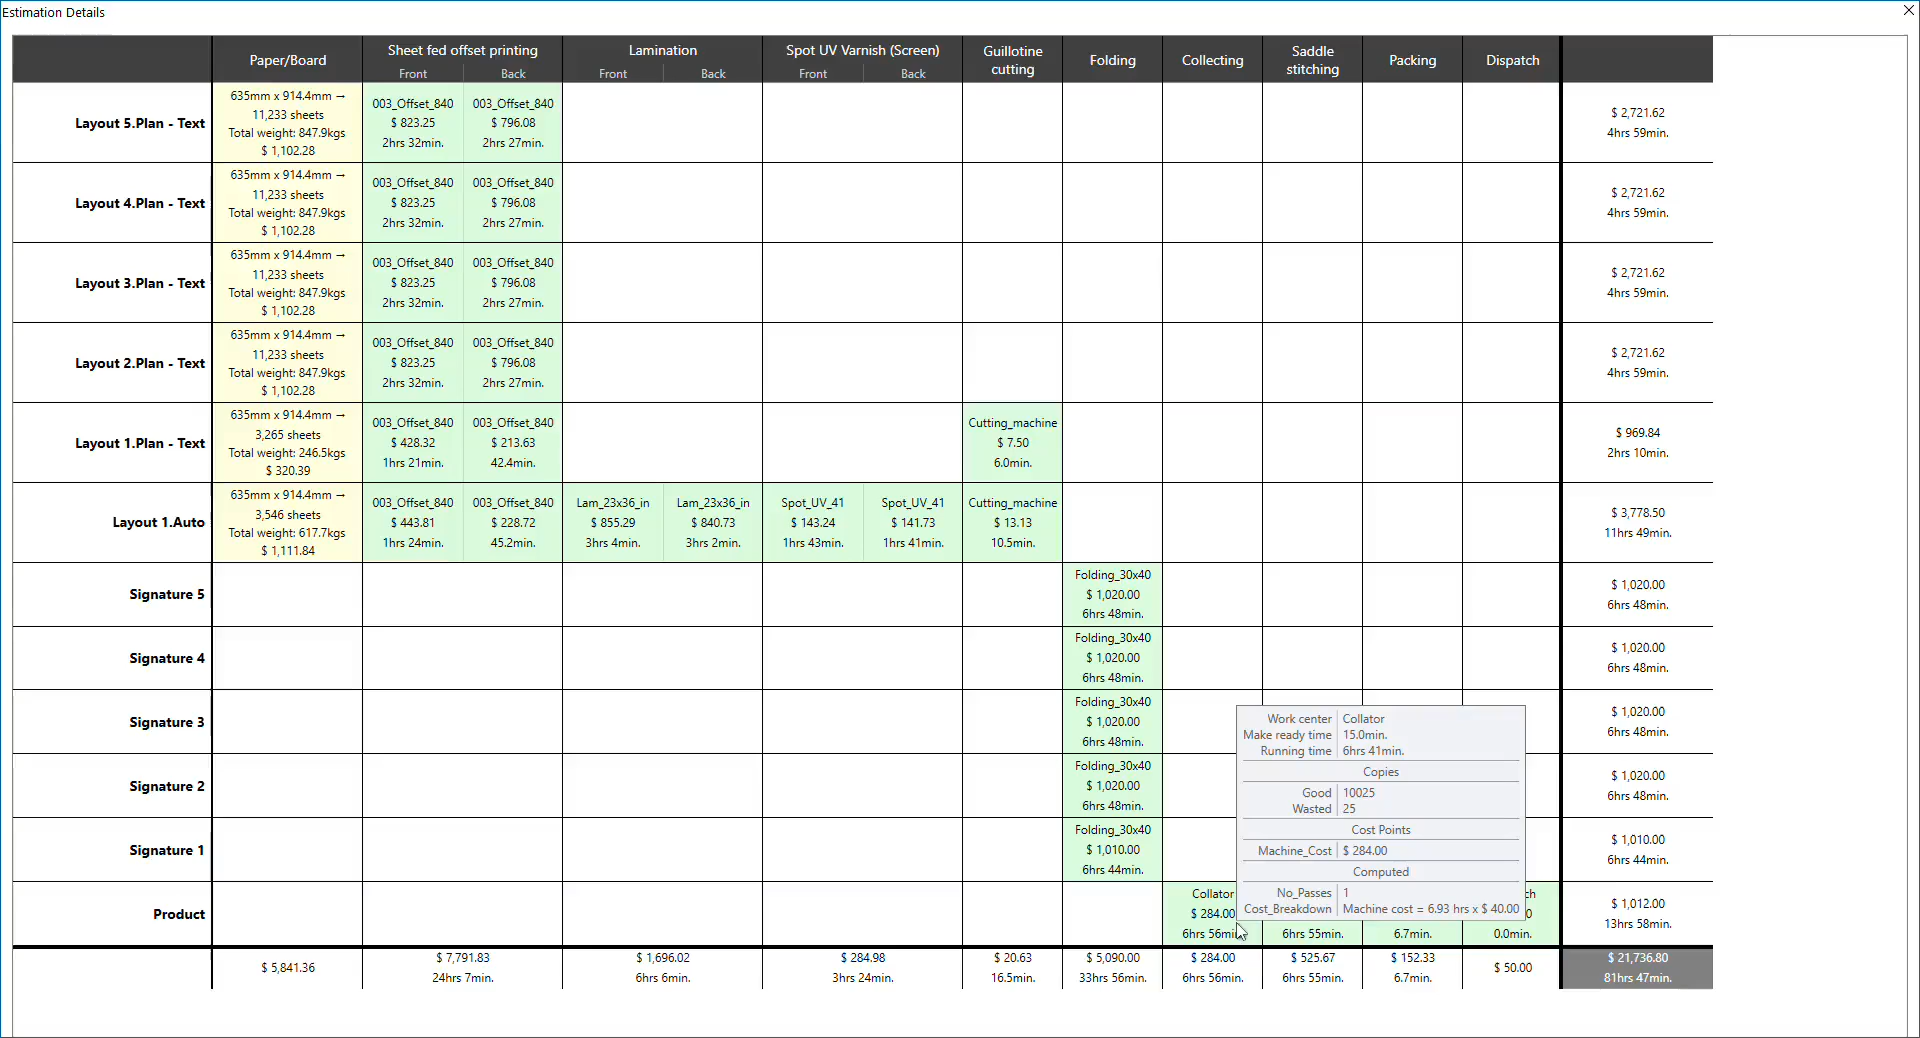 Estimation Details
Paper/Board
Sheet fed offset printing
Front Back
Lamination
Front Back
Spot UV Varnish (Screen)
Front Back
Guillotine
cutting
Folding
Collecting
Saddle
stitching
Packing
Dispatch
Layout 5.Plan - Text
635mm x 914.4mm →
11,233 sheets
Total weight: 847.9kgs
$ 1,102.28
003_Offset_840
$ 823.25
2hrs 32min.
003_Offset_840
$ 796.08
2hrs 27min.
$ 2,721.62
4hrs 59min.
Layout 4.Plan - Text
635mm x 914.4mm →
11,233 sheets
Total weight: 847.9kgs
$ 1,102.28
003_Offset_840
$ 823.25
2hrs 32min.
003_Offset_840
$ 796.08
2hrs 27min.
$ 2,721.62
4hrs 59min.
Layout 3.Plan - Text
635mm x 914.4mm →
11,233 sheets
Total weight: 847.9kgs
$ 1,102.28
003_Offset_840
$ 823.25
2hrs 32min.
003_Offset_840
$ 796.08
2hrs 27min.
$ 2,721.62
4hrs 59min.
Layout 2.Plan - Text
635mm x 914.4mm →
11,233 sheets
Total weight: 847.9kgs
$ 1,102.28
003_Offset_840
$ 823.25
2hrs 32min.
003_Offset_840
$ 796.08
2hrs 27min.
$ 2,721.62
4hrs 59min.
Layout 1.Plan - Text
635mm x 914.4mm →
3,265 sheets
Total weight: 246.5kgs
$ 320.39
003_Offset_840
$ 428.32
1hrs 21min.
003_Offset_840
$ 213.63
42.4min.
Cutting_machine
$ 7.50
6.0min.
$ 969.84
2hrs 10min.
Layout 1.Auto
635mm x 914.4mm →
3,546 sheets
Total weight: 617.7kgs
$ 1,111.84
003_Offset_840
$ 443.81
1hrs 24min.
003_Offset_840
$ 228.72
45.2min.
Lam_23x36_in
$ 855.29
3hrs 4min.
Lam_23x36_in
$ 840.73
3hrs 2min.
Spot_UV_41
$ 143.24
1hrs 43min.
Spot_UV_41
$ 141.73
1hrs 41min.
Cutting_machine
$ 13.13
10.5min.
$ 3,778.50
11hrs 49min.
Signature 5
Folding_30x40
$ 1,020.00
6hrs 48min.
$ 1,020.00
6hrs 48min.
Signature 4
Folding_30x40
$ 1,020.00
6hrs 48min.
$ 1,020.00
6hrs 48min.
Signature 3
Folding_30x40
$ 1,020.00
6hrs 48min.
$ 1,020.00
6hrs 48min.
Signature 2
Folding_30x40
$ 1,020.00
6hrs 48min.
$ 1,020.00
6hrs 48min.
Signature 1
Folding_30x40
$ 1,010.00
6hrs 44min.
$ 1,010.00
6hrs 44min.
Work center Collator
Make ready time 15.0min.
Running time 6hrs 41min.
Copies
Good 10025
Wasted 25
Cost Points
Machine_Cost $ 284.00
Computed
No_Passes 1
Cost_Breakdown Machine cost = 6.93 hrs x $ 40.00
Product
Collator
$ 284.00
6hrs 56min.
6hrs 55min.
6.7min.
ch
0
0.0min.
$ 1,012.00
13hrs 58min.
$ 5,841.36
$ 7,791.83
24hrs 7min.
$ 1,696.02
6hrs 6min.
$ 284.98
3hrs 24min.
$ 20.63
16.5min.
$ 5,090.00
33hrs 56min.
$ 284.00
6hrs 56min.
$ 525.67
6hrs 55min.
$ 152.33
6.7min.
$ 50.00
$ 21,736.80
81hrs 47min.